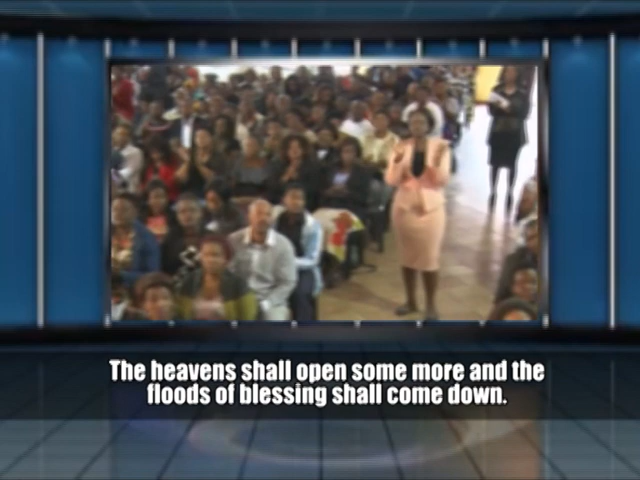 The heavens shall open some more and the
floods of blessing shall come down.